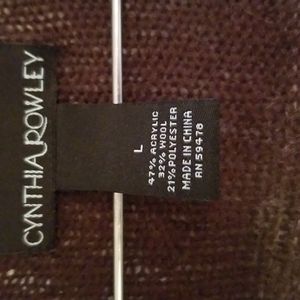 CYNTHIA ROWLEY
L
47% ACRYLIC
32% WOOL
21% POLYESTER
MADE IN CHINA
RN 59478